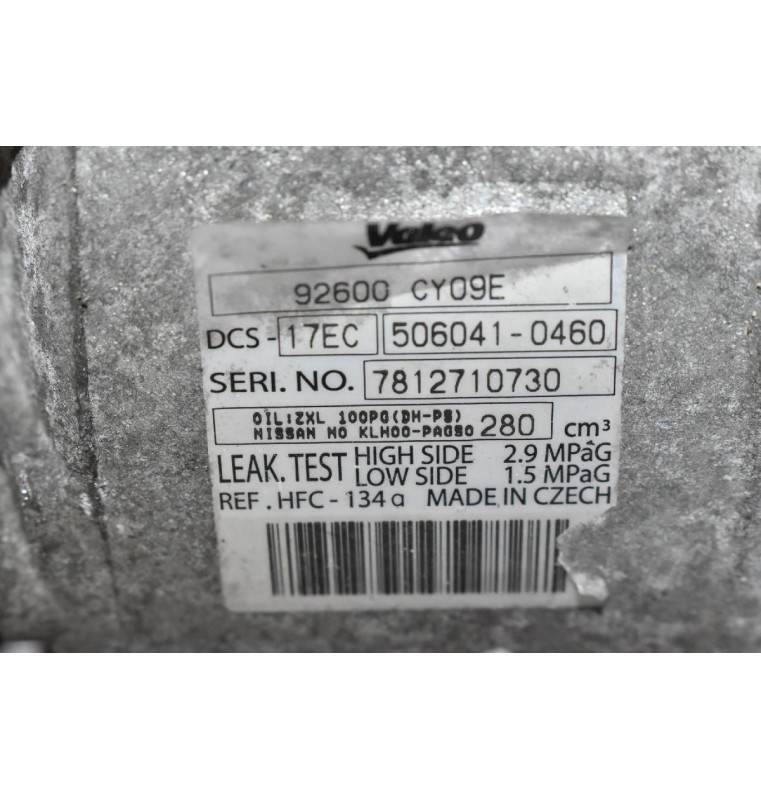 Valeo
92600 CY09E
DCS - 17EC 506041-0460
SERI. NO. 7812710730
OIL:ZXL 100PG(DH-PS)
NISSAN NO KLH00-PAGS0 280 cm³
LEAK. TEST HIGH SIDE 2.9 MPaG
LOW SIDE 1.5 MPaG
REF . HFC - 134a MADE IN CZECH